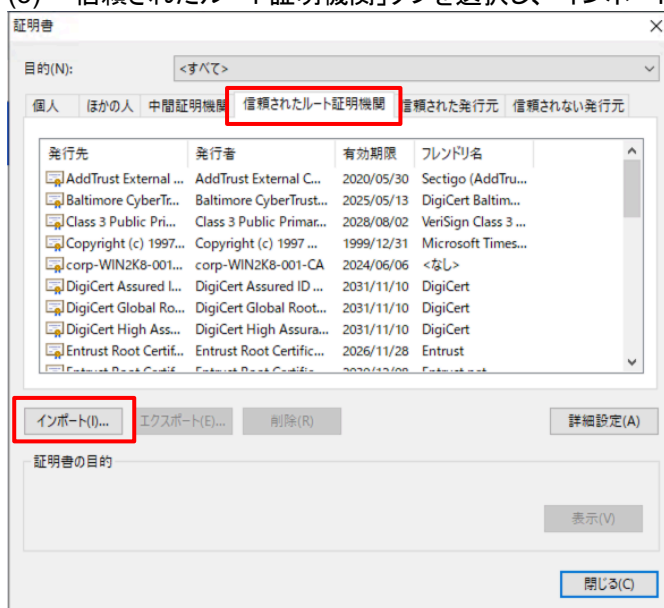 証明書
目的(N): <すべて>
個人 ほかの人 中間証明機関 信頼されたルート証明機関 信頼された発行元 信頼されない発行元
発行先 発行者 有効期限 フレンドリ名
AddTrust External ... AddTrust External C... 2020/05/30 Sectigo (AddTru...
Baltimore CyberTr... Baltimore CyberTrust... 2025/05/13 DigiCert Baltim...
Class 3 Public Pri... Class 3 Public Primar... 2028/08/02 VeriSign Class 3 ...
Copyright (c) 1997... Copyright (c) 1997 ... 1999/12/31 Microsoft Times...
corp-WIN2K8-001... corp-WIN2K8-001-CA 2024/06/06 <なし>
DigiCert Assured I... DigiCert Assured ID ... 2031/11/10 DigiCert
DigiCert Global Ro... DigiCert Global Root... 2031/11/10 DigiCert
DigiCert High Ass... DigiCert High Assura... 2031/11/10 DigiCert
Entrust Root Certif... Entrust Root Certific... 2026/11/28 Entrust
インポート(I)... エクスポート(E)... 削除(R) 詳細設定(A)
証明書の目的
表示(V)
閉じる(C)